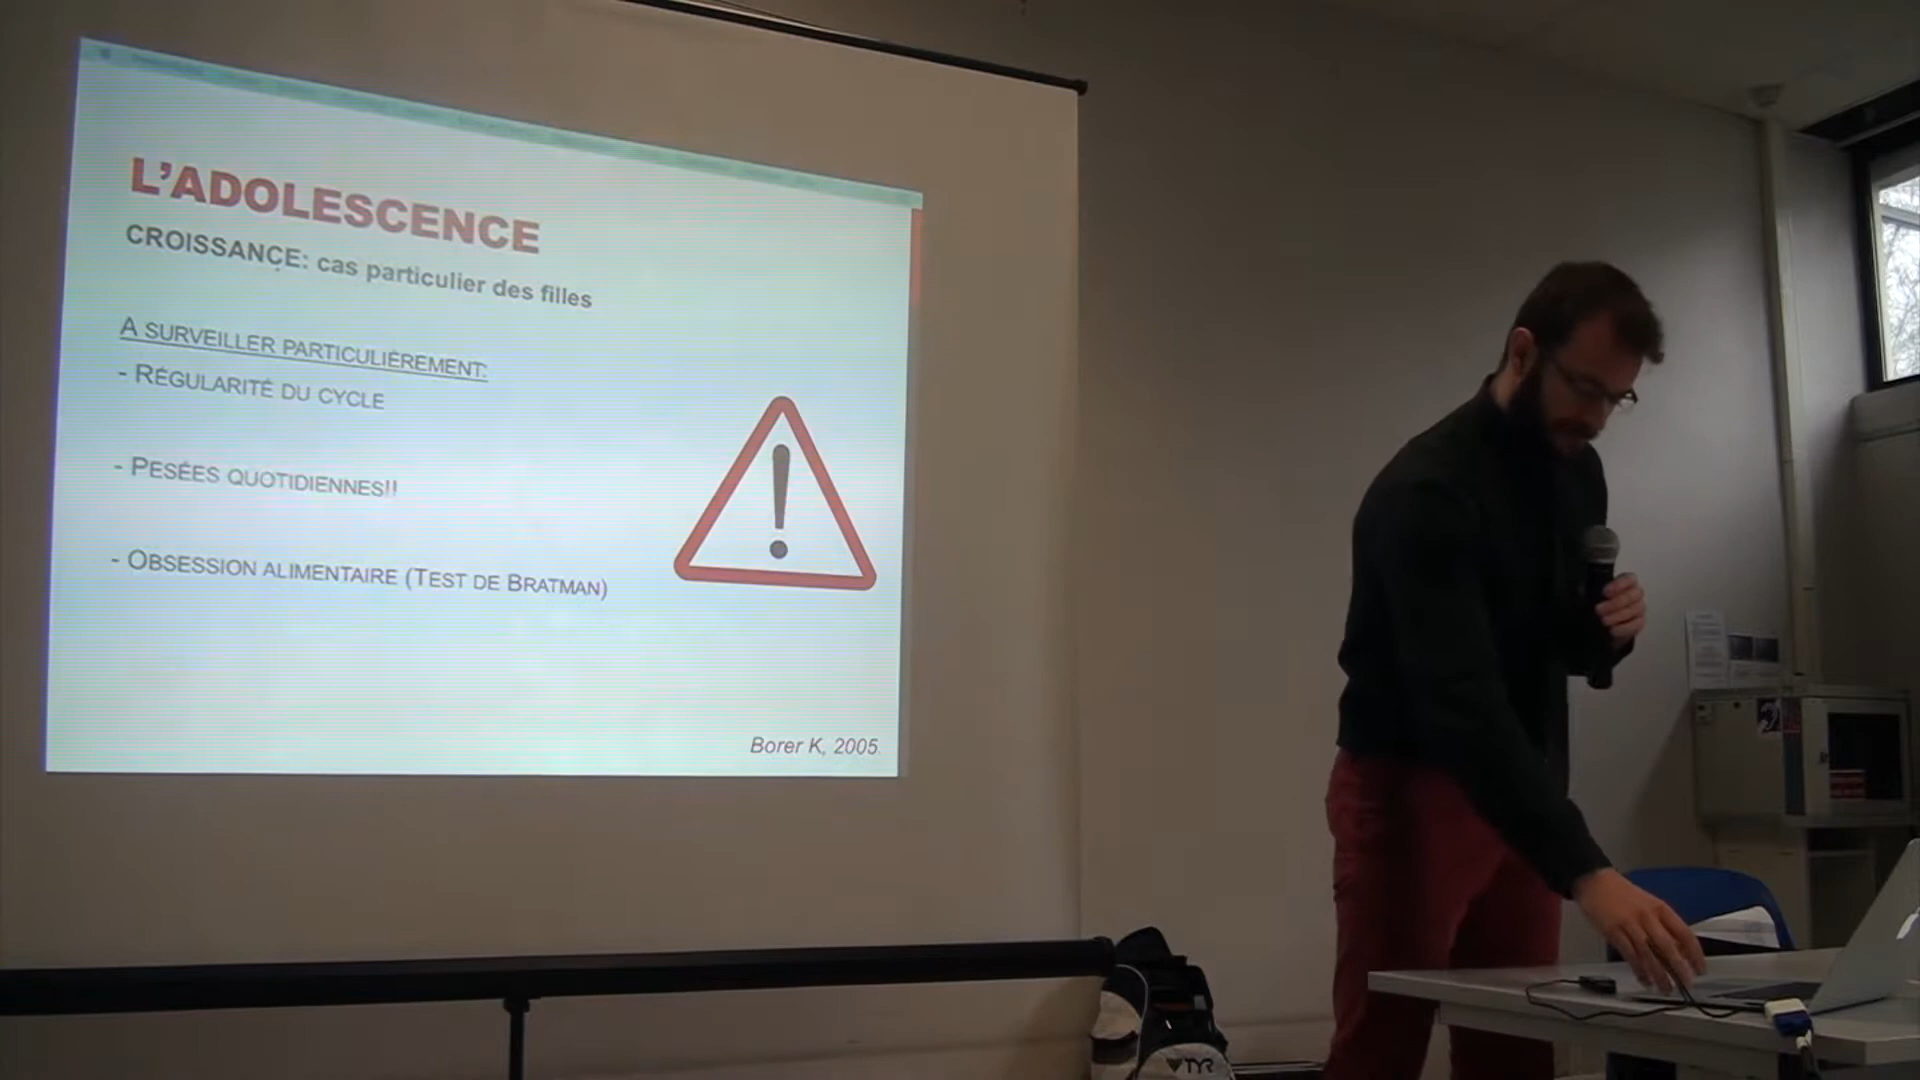 L'ADOLESCENCE
CROISSANCE: cas particulier des filles
A SURVEILLER PARTICULIÈREMENT:
- RÉGULARITÉ DU CYCLE
- PESÉES QUOTIDIENNES!!
- OBSESSION ALIMENTAIRE (TEST DE BRATMAN)
Borer K, 2005
TYR